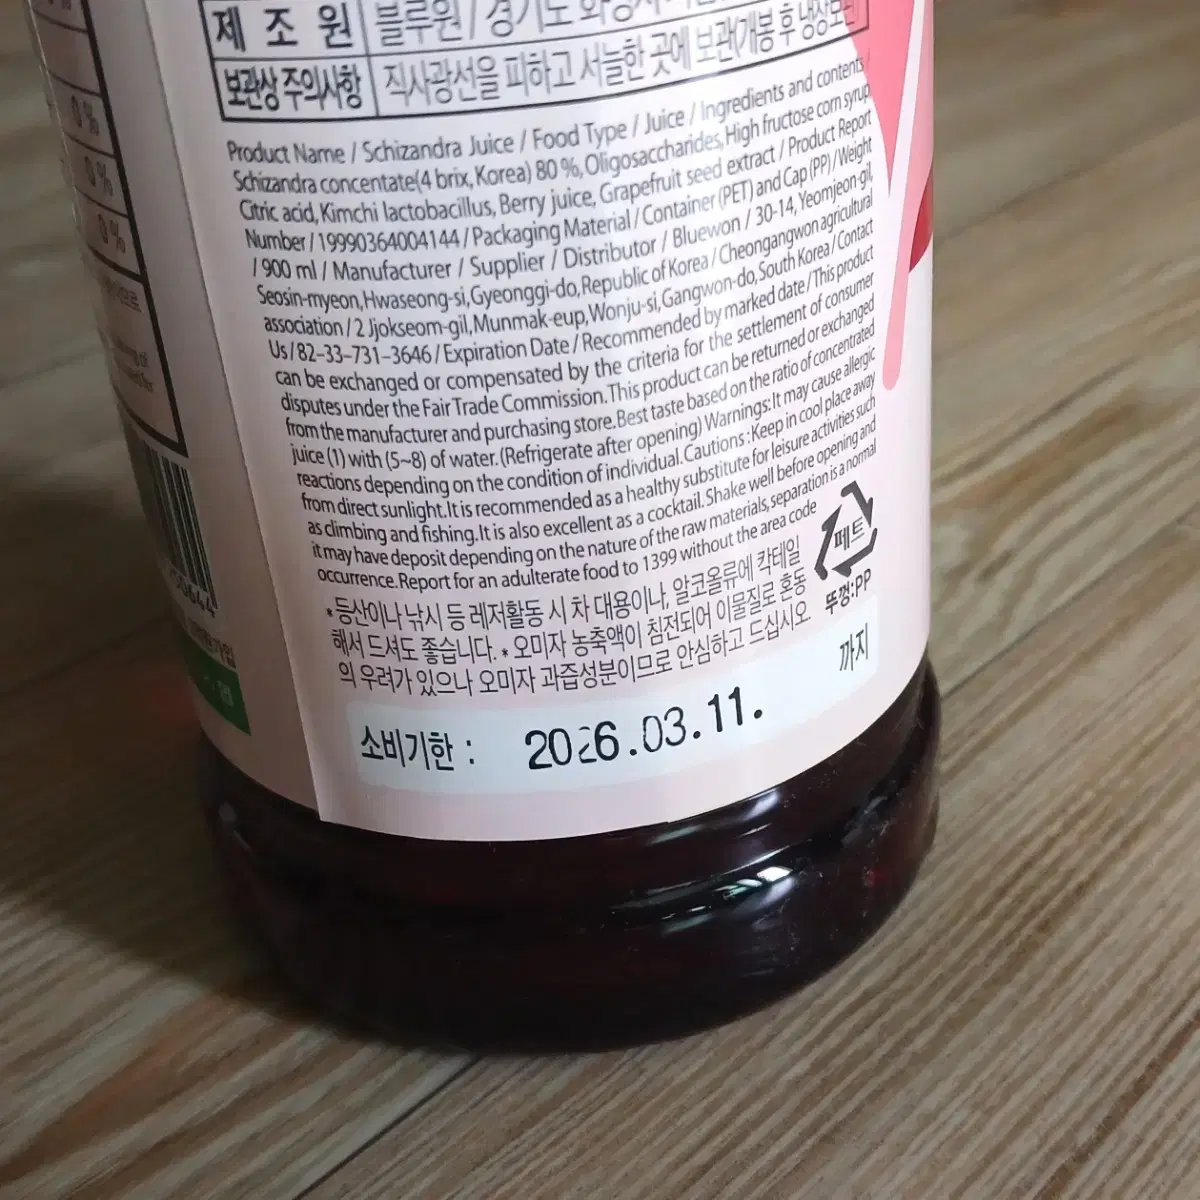 0%
0%
0%
제 조 원 블루원 / 경기도 화성시
보관상 주의사항 직사광선을 피하고 서늘한 곳에 보관(개봉 후 냉장보관)
Product Name / Schizandra Juice / Food Type / Juice / Ingredients and contents /
Schizandra concentate(4 brix, Korea) 80 %, Oligosaccharides, High fructose corn syrup,
Citric acid, Kimchi lactobacillus, Berry juice, Grapefruit seed extract / Product Report
Number / 19990364004144 / Packaging Material / Container (PET) and Cap (PP) / Weight
/ 900 ml / Manufacturer / Supplier / Distributor / Bluewon / 30-14, Yeomjeon-gil,
Seosin-myeon, Hwaseong-si, Gyeonggi-do, Republic of Korea / Cheongangwon agricultural
association / 2 Jjokseom-gil, Munmak-eup, Wonju-si, Gangwon-do, South Korea / Contact
Us / 82-33-731-3646 / Expiration Date / Recommended by marked date / This product
can be exchanged or compensated by the criteria for the settlement of consumer
disputes under the Fair Trade Commission. This product can be returned or exchanged
from the manufacturer and purchasing store. Best taste based on the ratio of concentrated
juice (1) with (5~8) of water. (Refrigerate after opening) Warnings: It may cause allergic
reactions depending on the condition of individual. Cautions : Keep in cool place away
from direct sunlight. It is recommended as a healthy substitute for leisure activities such
as climbing and fishing. It is also excellent as a cocktail. Shake well before opening and
it may have deposit depending on the nature of the raw materials, separation is a normal
occurrence. Report for an adulterate food to 1399 without the area code
* 등산이나 낚시 등 레저활동 시 차 대용이나, 알코올류에 칵테일
해서 드셔도 좋습니다. * 오미자 농축액이 침전되어 이물질로 혼동
의 우려가 있으나 오미자 과즙성분이므로 안심하고 드십시오.
페트
뚜껑:PP
소비기한 : 2026.03.11. 까지